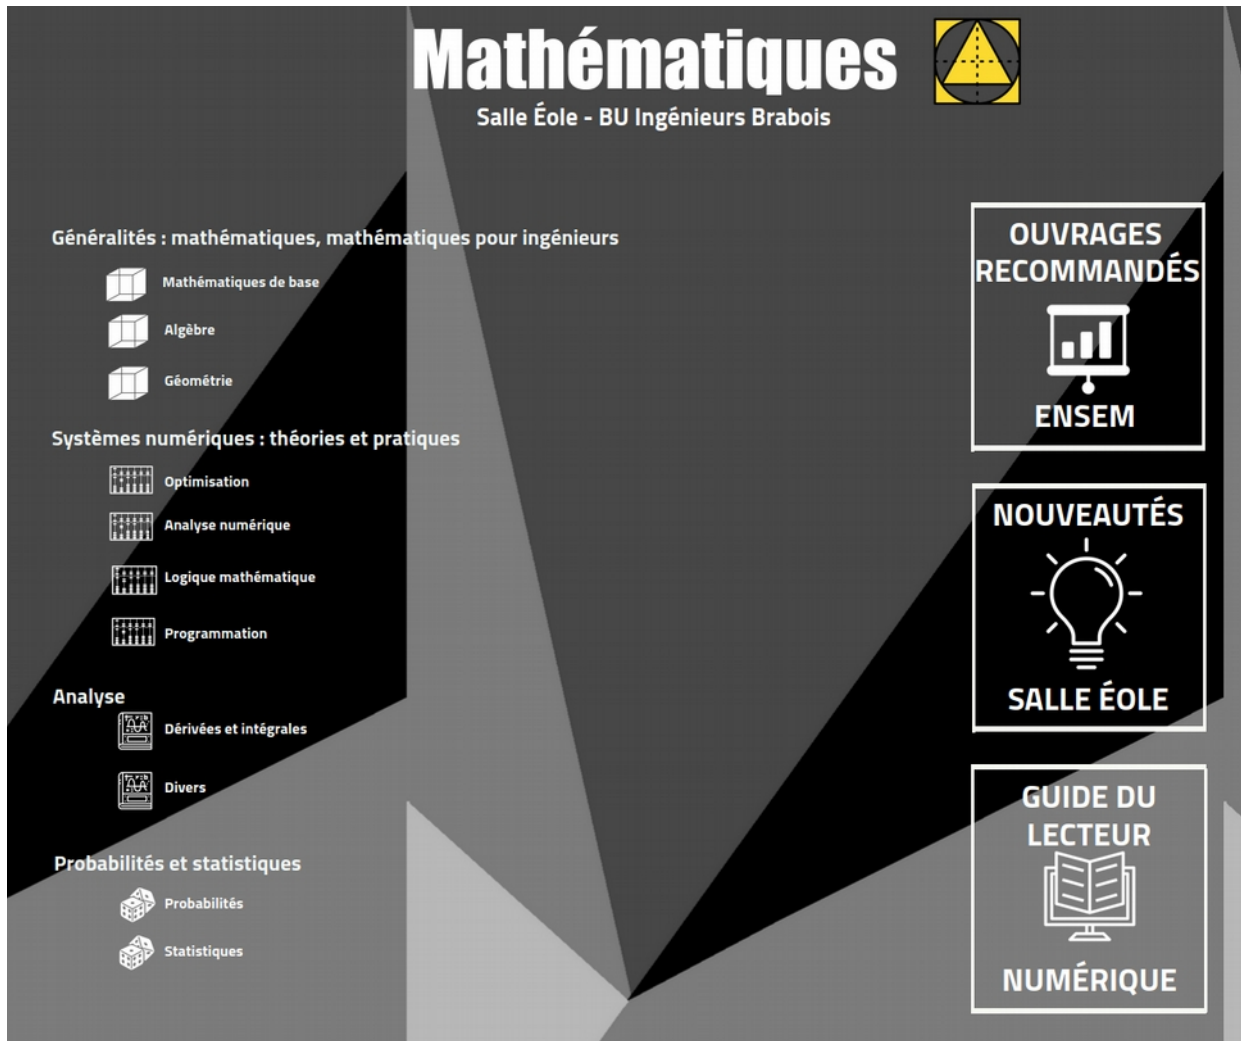 Mathématiques
Salle Éole - BU Ingénieurs Brabois
Généralités : mathématiques, mathématiques pour ingénieurs
Mathématiques de base
Algèbre
Géométrie
Systèmes numériques : théories et pratiques
Optimisation
Analyse numérique
Logique mathématique
Programmation
Analyse
Dérivées et intégrales
Divers
Probabilités et statistiques
Probabilités
Statistiques
OUVRAGES
RECOMMANDÉS
ENSEM
NOUVEAUTÉS
SALLE ÉOLE
GUIDE DU
LECTEUR
NUMÉRIQUE